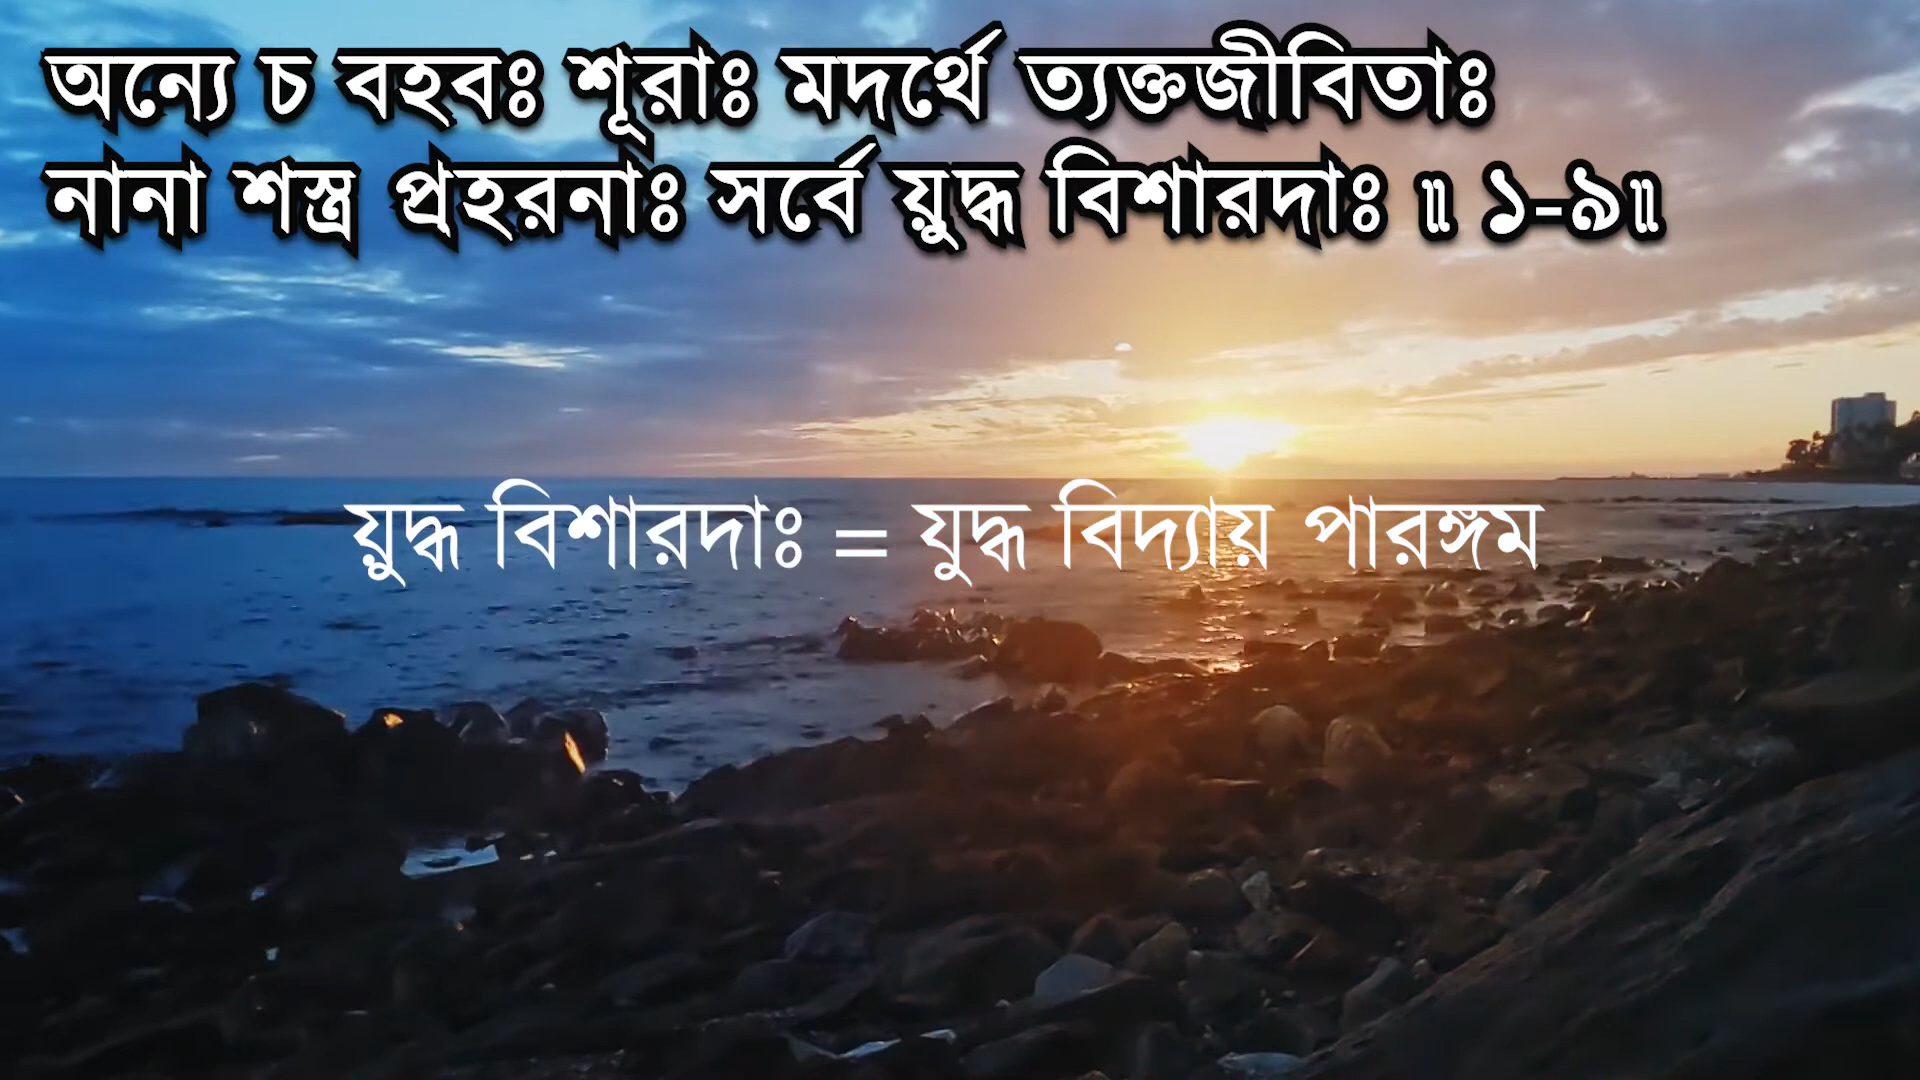 অন্যে চ বহবঃ শূরাঃ মদর্থে ত্যক্তজীবিতাঃ
নানা শস্ত্র প্রহরনাঃ সর্বে য়ুদ্ধ বিশারদাঃ ॥ ১-৯॥
য়ুদ্ধ বিশারদাঃ = যুদ্ধ বিদ্যায় পারঙ্গম